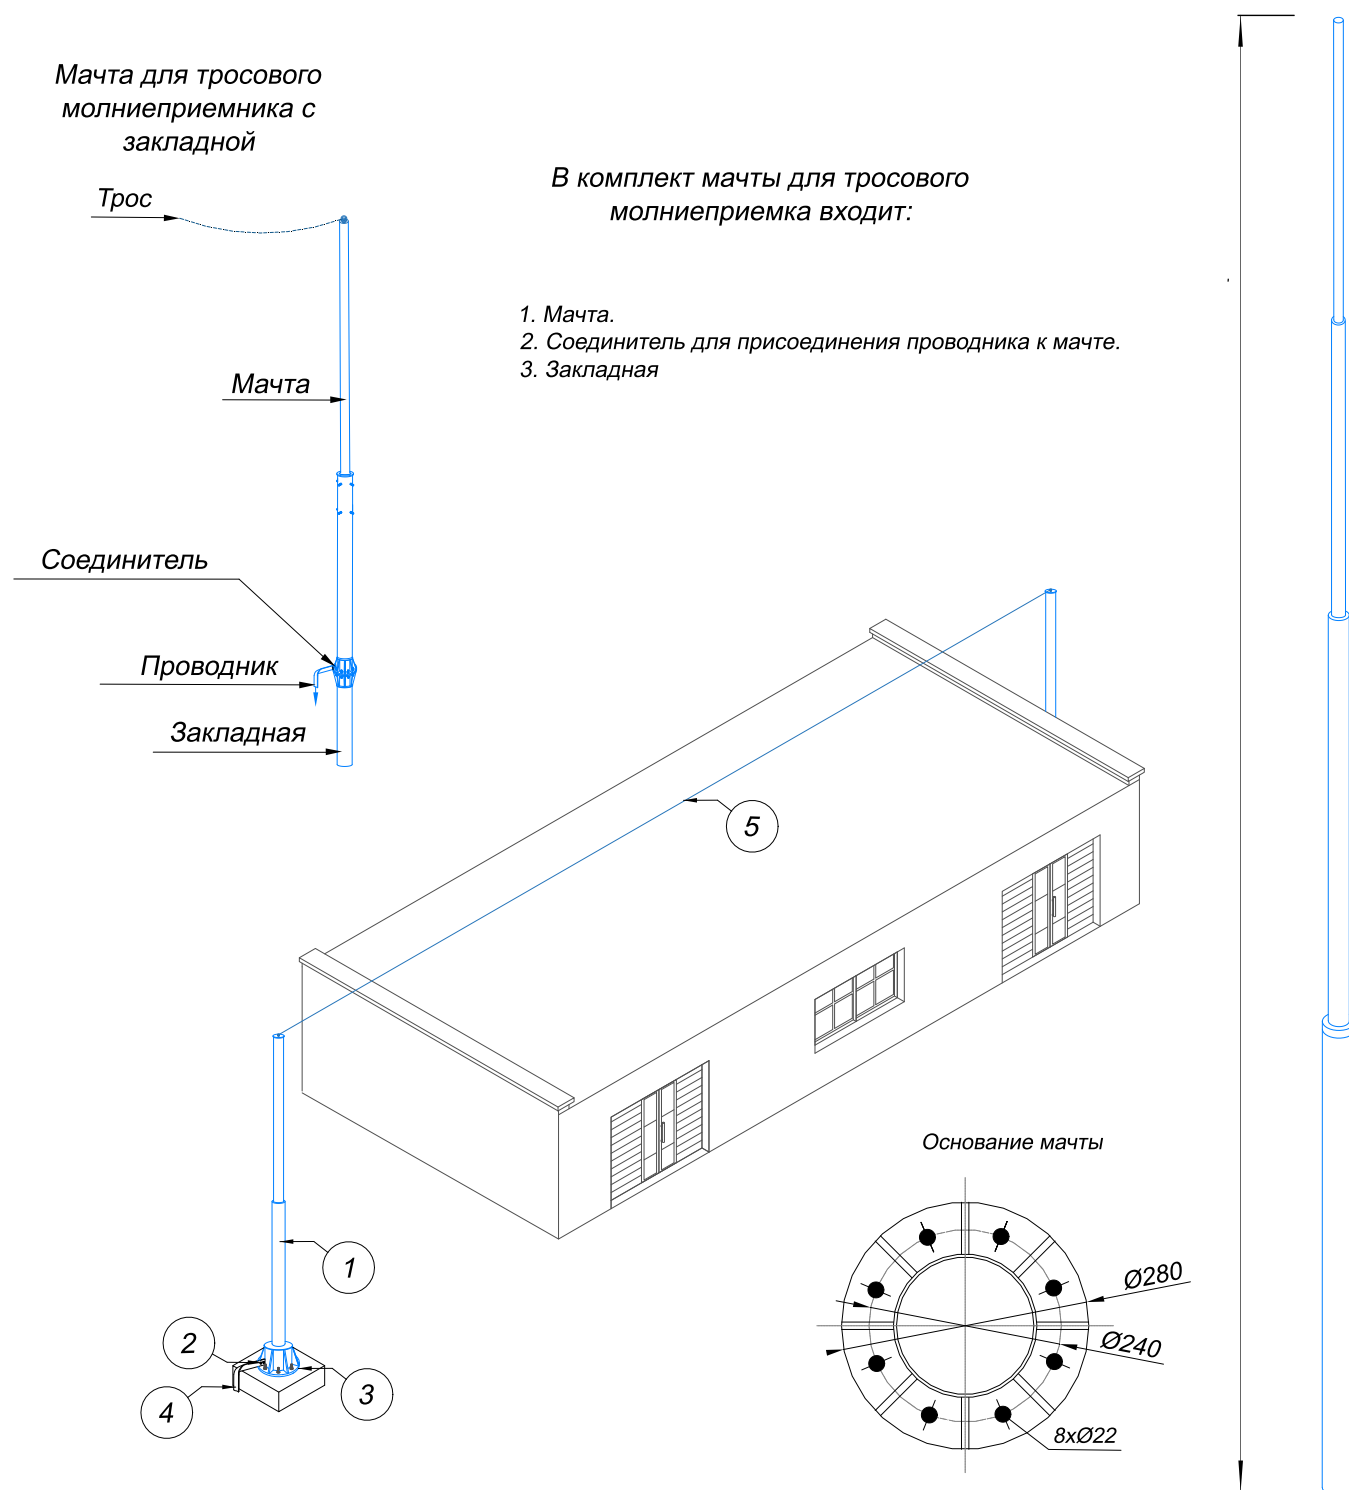 Мачта для тросового
молниеприемника с
закладной
Трос
Мачта
Соединитель
Проводник
Закладная
В комплект мачты для тросового
молниеприемка входит:
1. Мачта.
2. Соединитель для присоединения проводника к мачте.
3. Закладная
5
1
2
3
4
Основание мачты
Ø280
Ø240
8xØ22